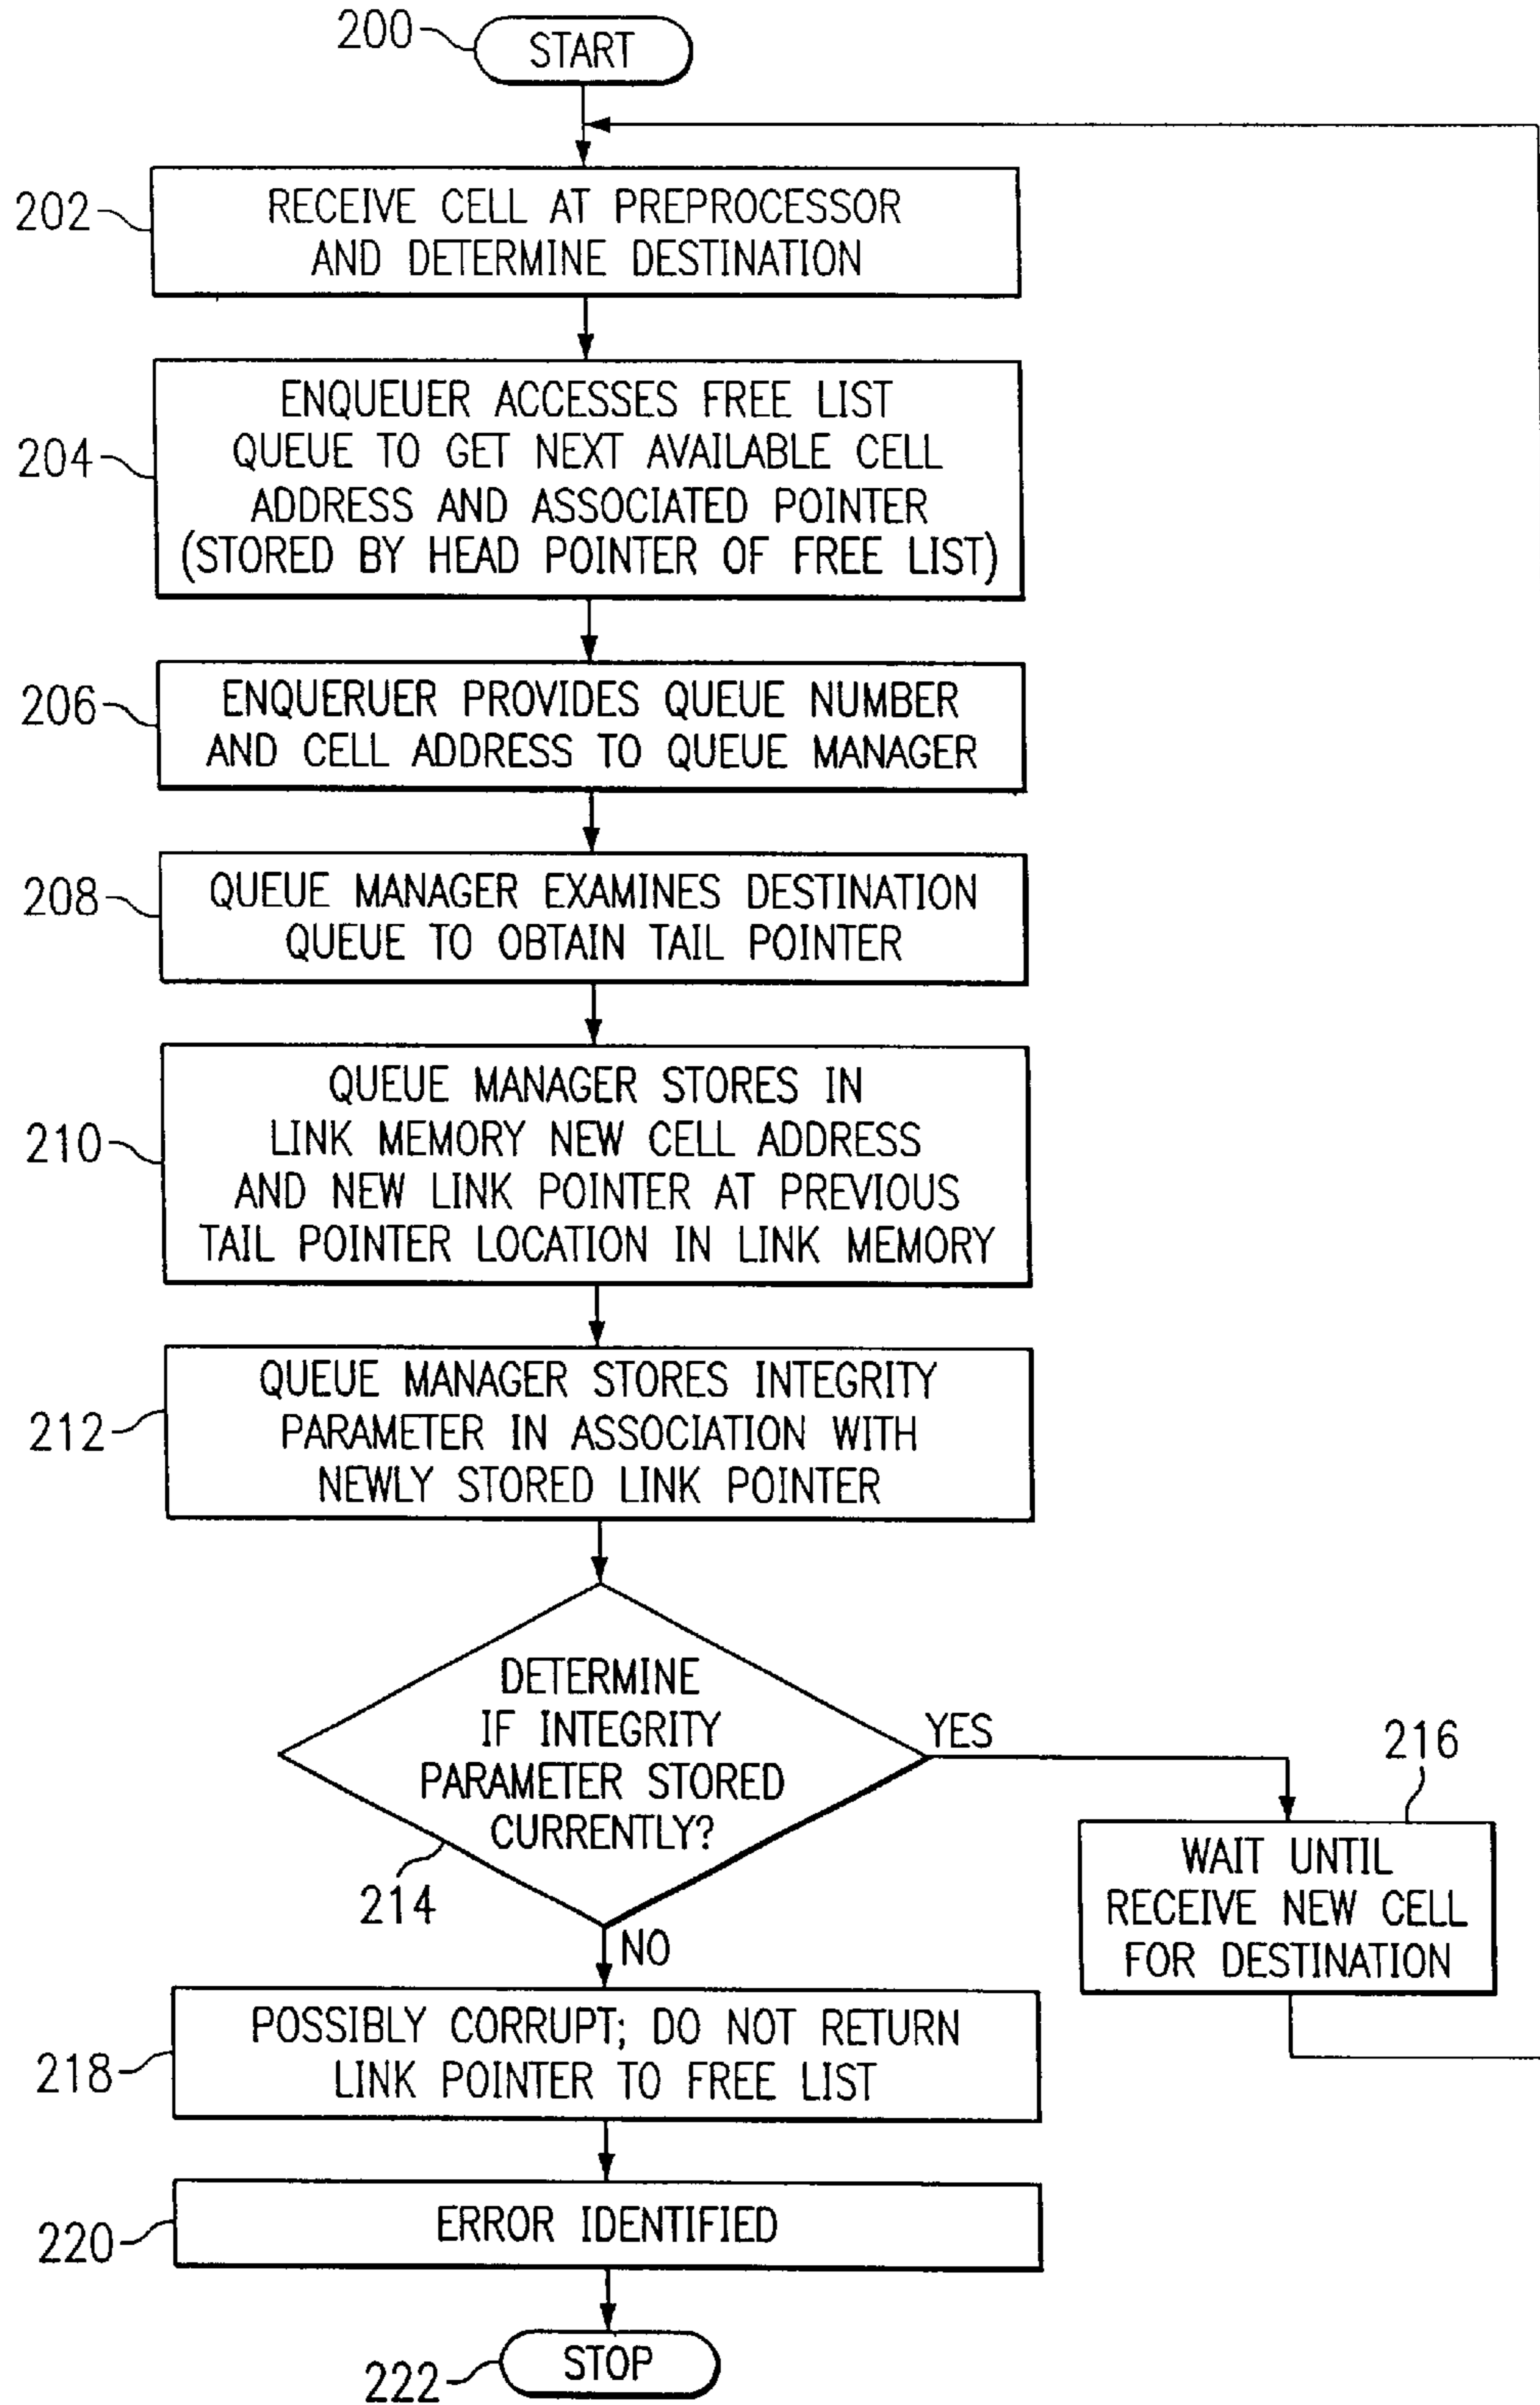 200
START
202
RECEIVE CELL AT PREPROCESSOR
AND DETERMINE DESTINATION
204
ENQUEUER ACCESSES FREE LIST
QUEUE TO GET NEXT AVAILABLE CELL
ADDRESS AND ASSOCIATED POINTER
(STORED BY HEAD POINTER OF FREE LIST)
206
ENQUERUER PROVIDES QUEUE NUMBER
AND CELL ADDRESS TO QUEUE MANAGER
208
QUEUE MANAGER EXAMINES DESTINATION
QUEUE TO OBTAIN TAIL POINTER
210
QUEUE MANAGER STORES IN
LINK MEMORY NEW CELL ADDRESS
AND NEW LINK POINTER AT PREVIOUS
TAIL POINTER LOCATION IN LINK MEMORY
212
QUEUE MANAGER STORES INTEGRITY
PARAMETER IN ASSOCIATION WITH
NEWLY STORED LINK POINTER
DETERMINE
IF INTEGRITY
PARAMETER STORED
CURRENTLY?
214
YES
216
WAIT UNTIL
RECEIVE NEW CELL
FOR DESTINATION
NO
218
POSSIBLY CORRUPT; DO NOT RETURN
LINK POINTER TO FREE LIST
220
ERROR IDENTIFIED
222
STOP